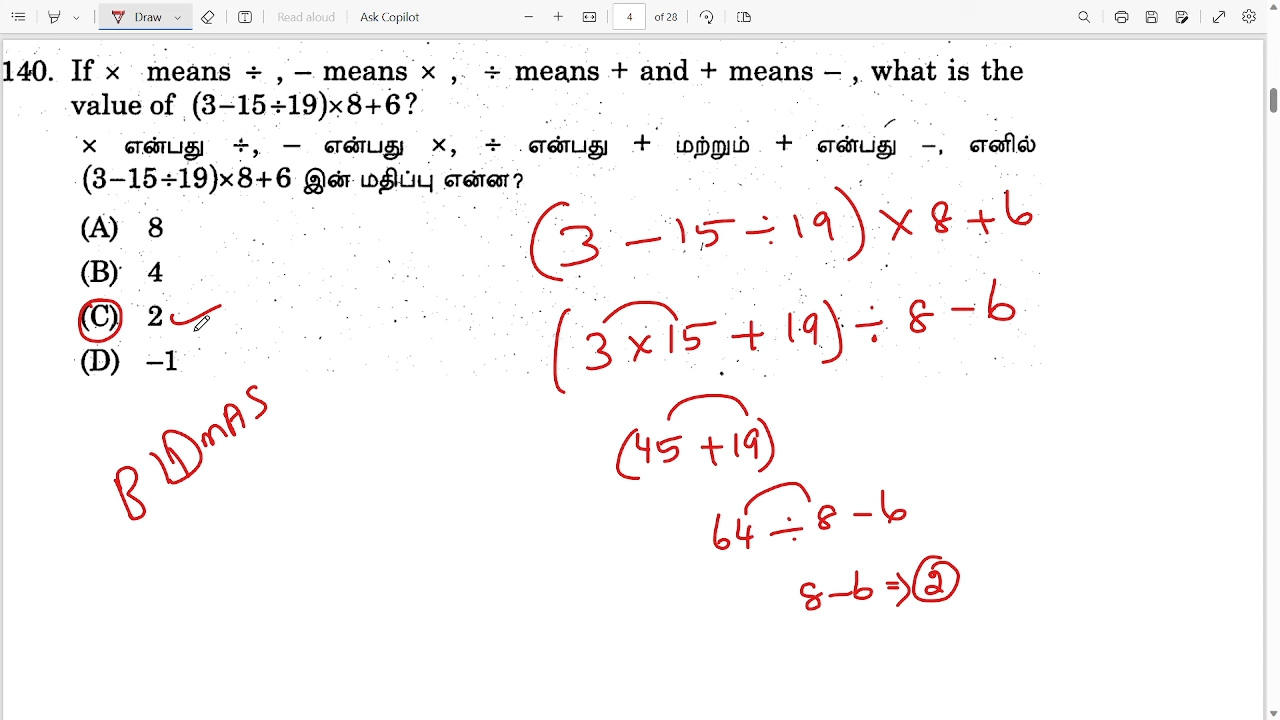 Draw
Read aloud
Ask Copilot
4
of 28
140. If × means ÷ , − means × , ÷ means + and + means − , what is the
value of (3−15÷19)×8+6?
× என்பது ÷, − என்பது ×, ÷ என்பது + மற்றும் + என்பது −, எனில்
(3−15÷19)×8+6 இன் மதிப்பு என்ன?
(A) 8
(B) 4
(C) 2
(D) −1
(3 − 15 ÷ 19) × 8 + 6
(3 × 15 + 19) ÷ 8 − 6
(45 + 19)
64 ÷ 8 − 6
8 − 6 ⇒ 2